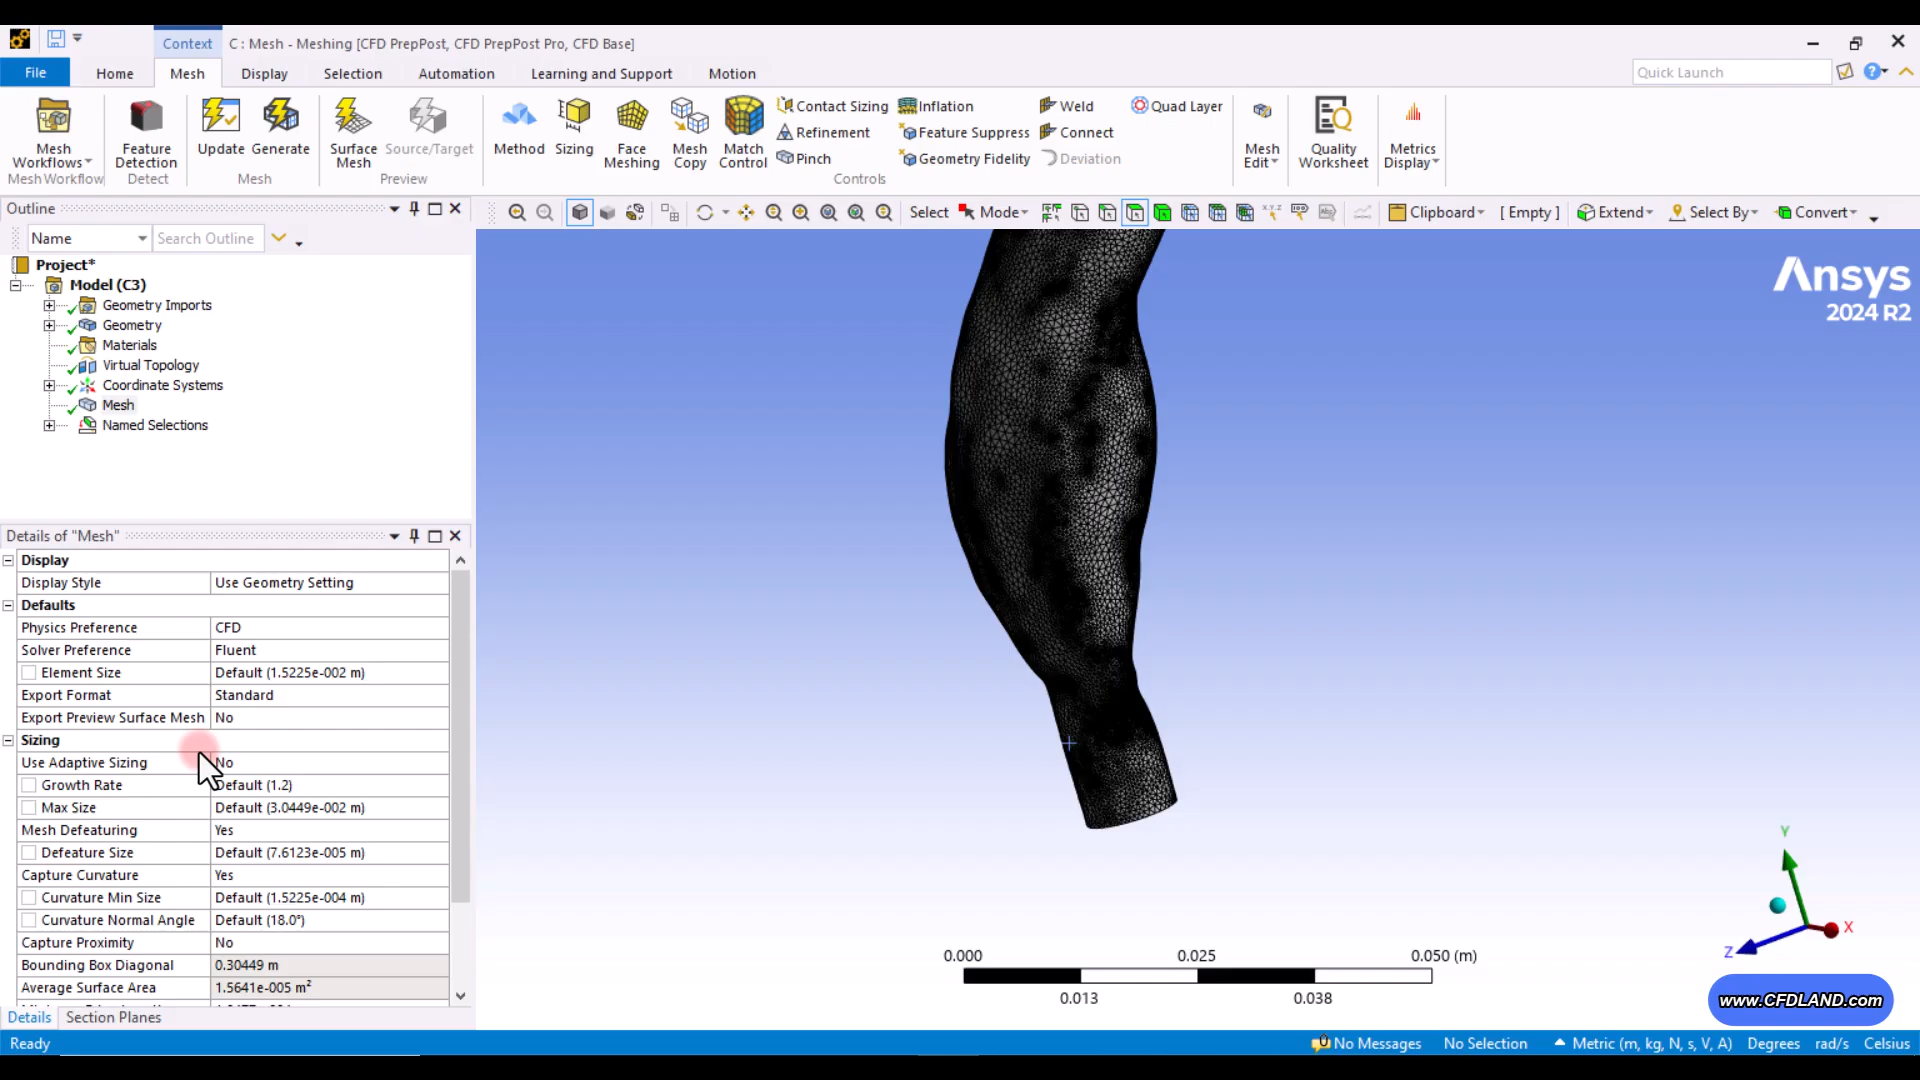 Context C : Mesh - Meshing [CFD PrepPost, CFD PrepPost Pro, CFD Base]
File Home Mesh Display Selection Automation Learning and Support Motion Quick Launch
Mesh Workflows Feature Detection Update Generate Surface Mesh Source/Target Method Sizing Face Meshing Mesh Copy Match Control
Contact Sizing Inflation Weld Quad Layer
Refinement Feature Suppress Connect
Pinch Geometry Fidelity Deviation
Mesh Edit Quality Worksheet Metrics Display
MeshWorkflow Detect Mesh Preview Controls
Outline
Select Mode Clipboard [ Empty ] Extend Select By Convert
Name Search Outline
Project*
Model (C3)
Geometry Imports
Geometry
Materials
Virtual Topology
Coordinate Systems
Mesh
Named Selections
Ansys
2024 R2
Details of "Mesh"
Display
Display Style Use Geometry Setting
Defaults
Physics Preference CFD
Solver Preference Fluent
Element Size Default (1.5225e-002 m)
Export Format Standard
Export Preview Surface Mesh No
Sizing
Use Adaptive Sizing No
Growth Rate Default (1.2)
Max Size Default (3.0449e-002 m)
Mesh Defeaturing Yes
Defeature Size Default (7.6123e-005 m)
Capture Curvature Yes
Curvature Min Size Default (1.5225e-004 m)
Curvature Normal Angle Default (18.0°)
Capture Proximity No
Bounding Box Diagonal 0.30449 m
Average Surface Area 1.5641e-005 m²
Details Section Planes
0.000 0.025 0.050 (m)
0.013 0.038
Y
X
Z
www.CFDLAND.com
Ready 0 No Messages No Selection Metric (m, kg, N, s, V, A) Degrees rad/s Celsius